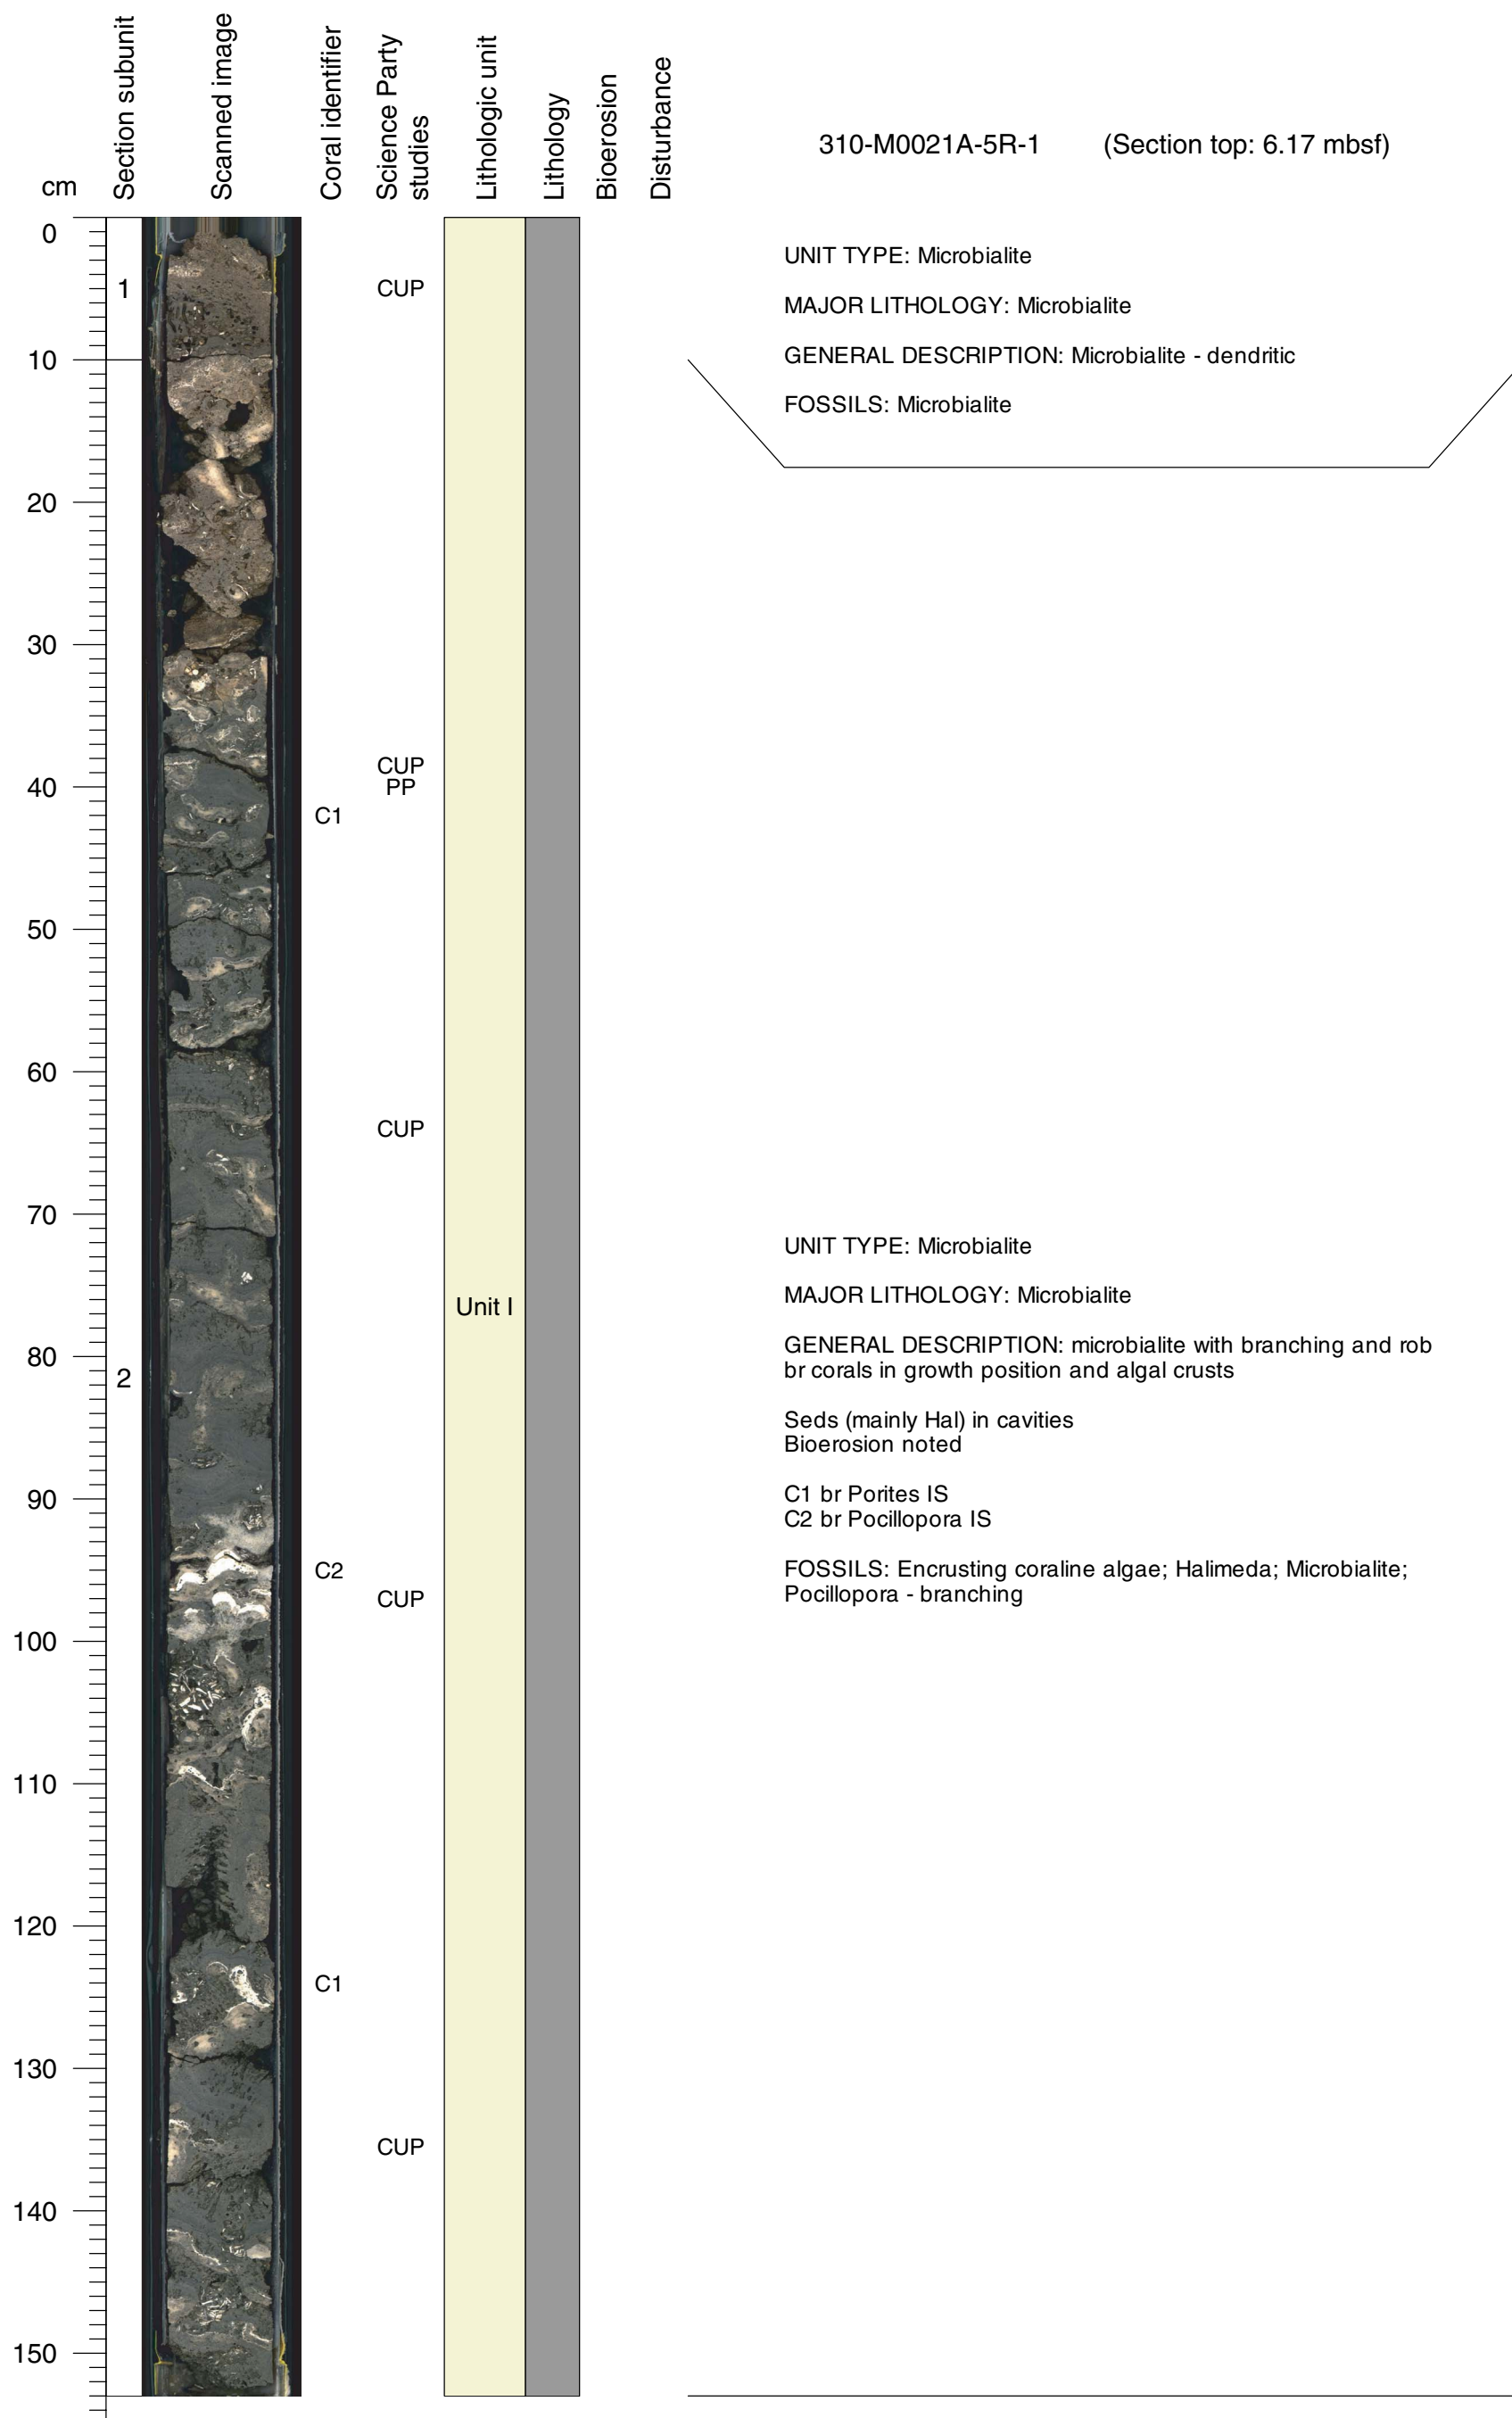 cm
Section subunit
Scanned image
Coral identifier
Science Party
studies
Lithologic unit
Lithology
Bioerosion
Disturbance
310-M0021A-5R-1 (Section top: 6.17 mbsf)
0
10
20
30
40
50
60
70
80
90
100
110
120
130
140
150
1
2
C1
C2
C1
CUP
CUP
PP
CUP
CUP
CUP
Unit I
UNIT TYPE: Microbialite
MAJOR LITHOLOGY: Microbialite
GENERAL DESCRIPTION: Microbialite - dendritic
FOSSILS: Microbialite
UNIT TYPE: Microbialite
MAJOR LITHOLOGY: Microbialite
GENERAL DESCRIPTION: microbialite with branching and rob
br corals in growth position and algal crusts
Seds (mainly Hal) in cavities
Bioerosion noted
C1 br Porites IS
C2 br Pocillopora IS
FOSSILS: Encrusting coraline algae; Halimeda; Microbialite;
Pocillopora - branching